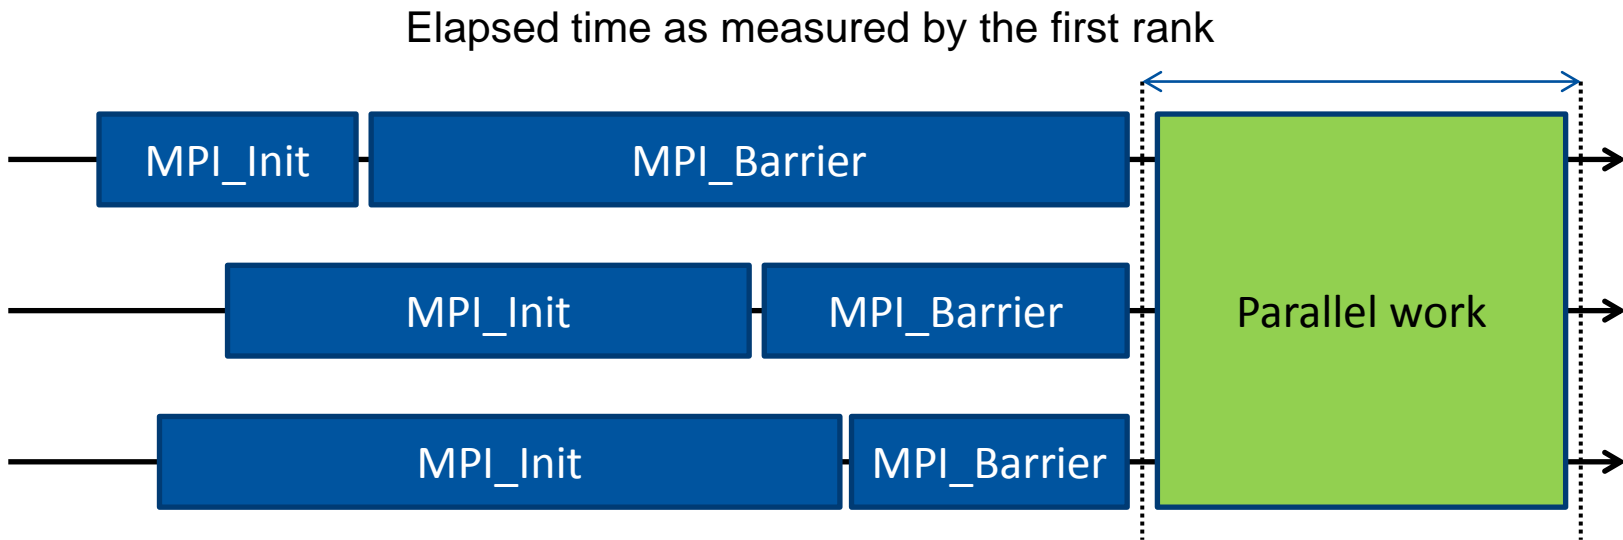 Elapsed time as measured by the first rank
MPI_Init
MPI_Barrier
MPI_Init
MPI_Barrier
Parallel work
MPI_Init
MPI_Barrier